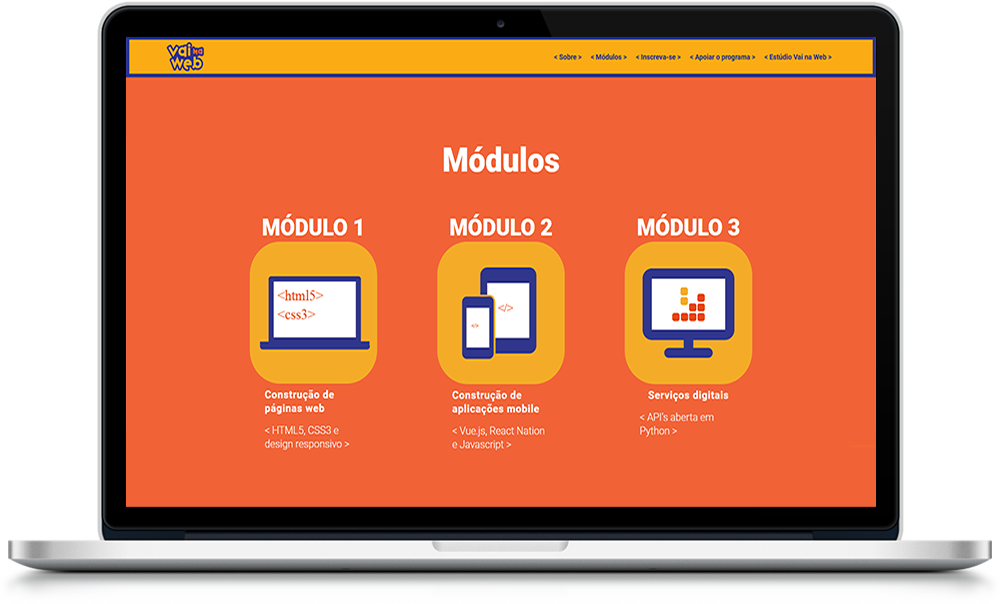 vai na
web
< Sobre > < Módulos > < Inscreva-se > < Apoiar o programa > < Estúdio Vai na Web >
Módulos
MÓDULO 1
<html5>
<css3>
Construção de
páginas web
< HTML5, CSS3 e
design responsivo >
MÓDULO 2
</>
</>
Construção de
aplicações mobile
< Vue.js, React Nation
e Javascript >
MÓDULO 3
Serviços digitais
< API's aberta em
Python >